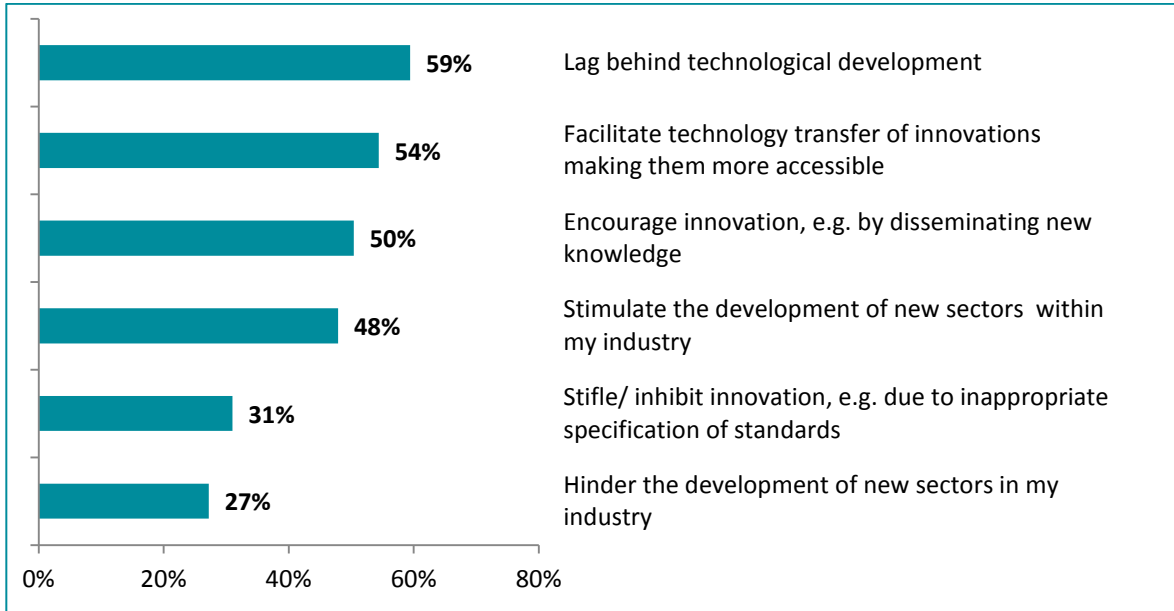 59%
Lag behind technological development
54%
Facilitate technology transfer of innovations
making them more accessible
50%
Encourage innovation, e.g. by disseminating new
knowledge
48%
Stimulate the development of new sectors  within
my industry
31%
Stifle/ inhibit innovation, e.g. due to inappropriate
specification of standards
27%
Hinder the development of new sectors in my
industry
0% 20% 40% 60% 80%